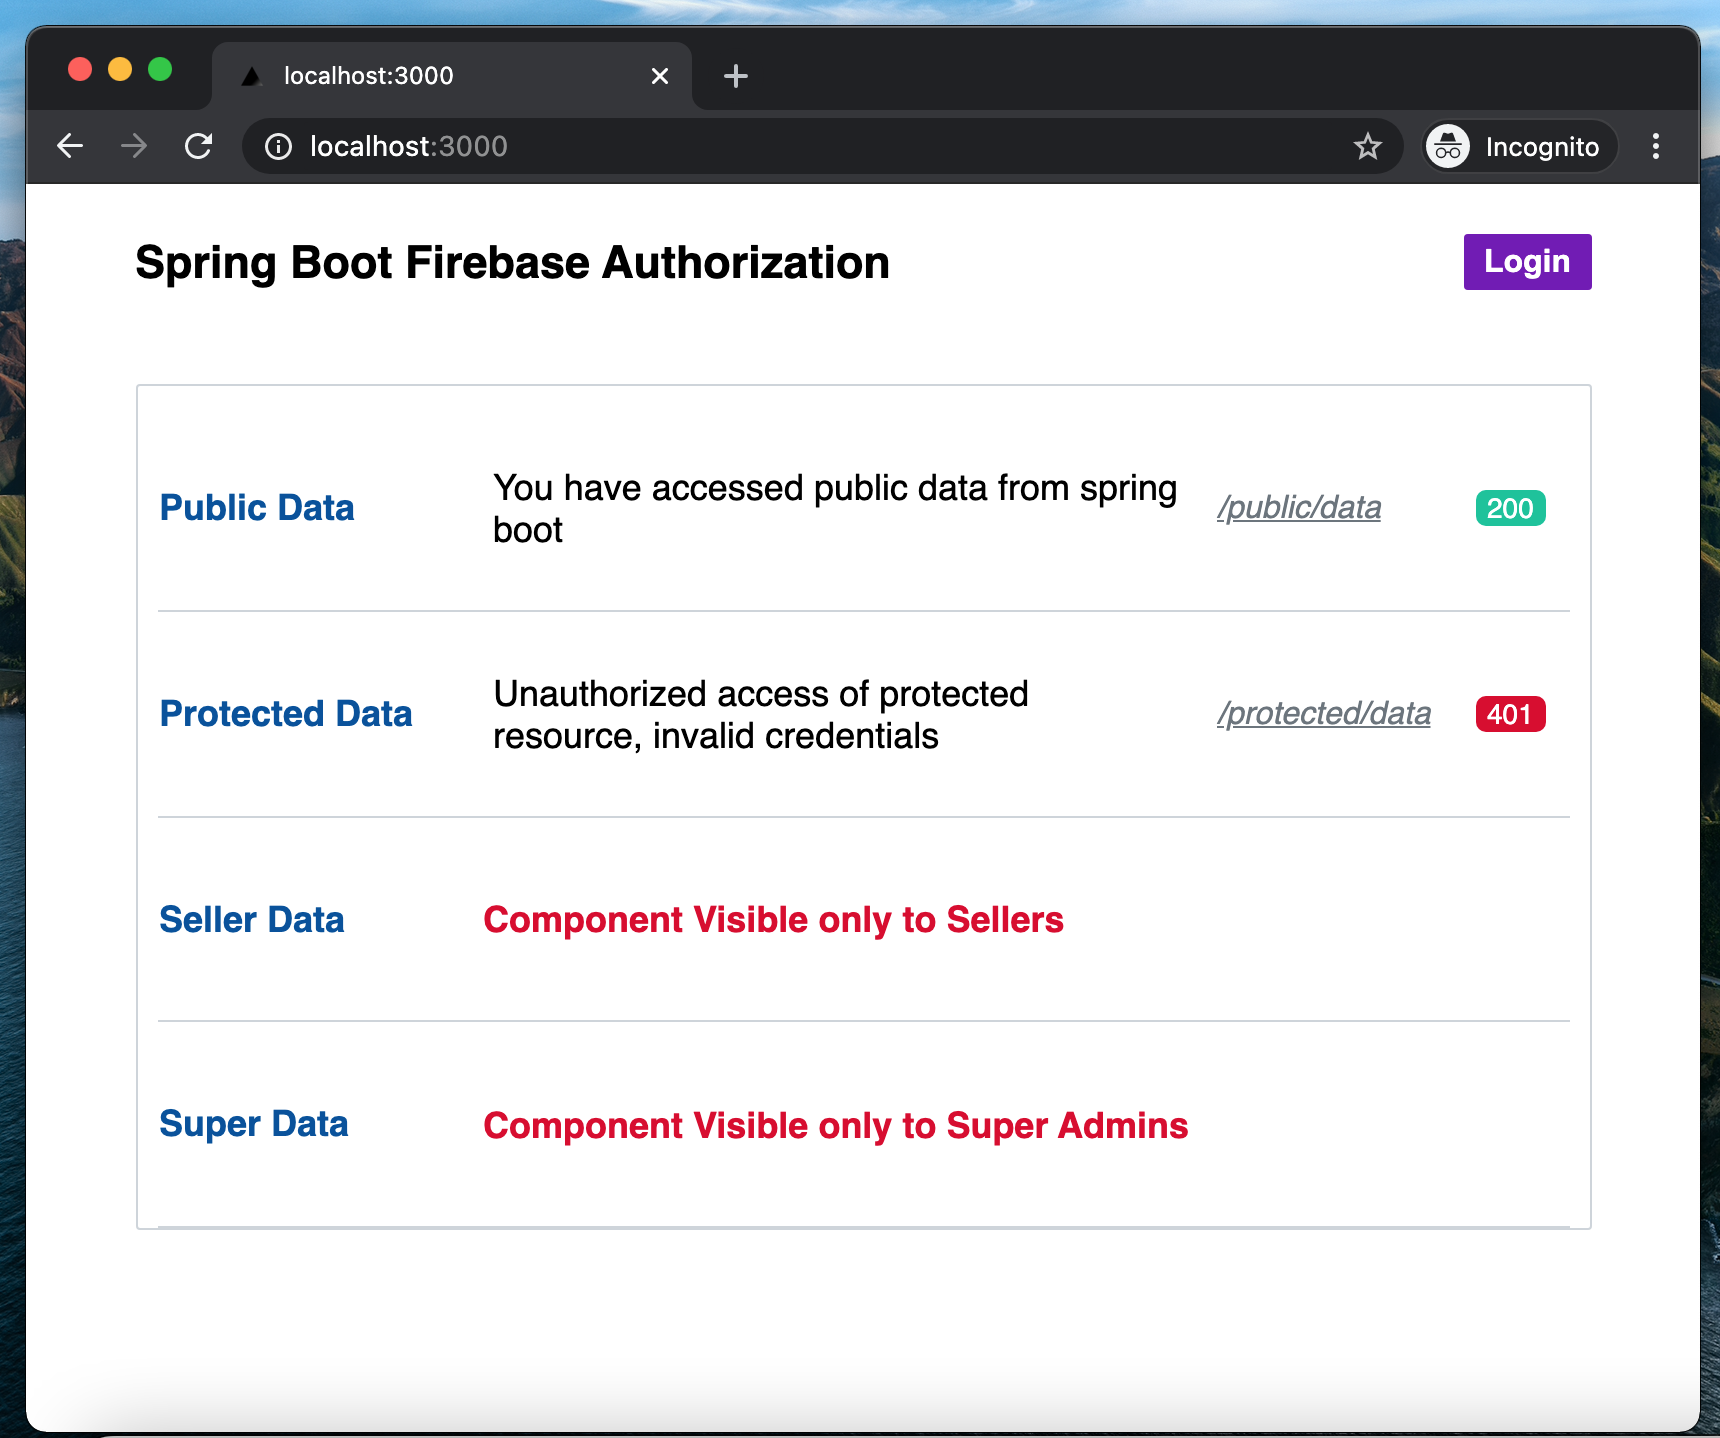 localhost:3000
localhost:3000
Incognito
Spring Boot Firebase Authorization
Login
Public Data
You have accessed public data from spring
boot
/public/data
200
Protected Data
Unauthorized access of protected
resource, invalid credentials
/protected/data
401
Seller Data
Component Visible only to Sellers
Super Data
Component Visible only to Super Admins